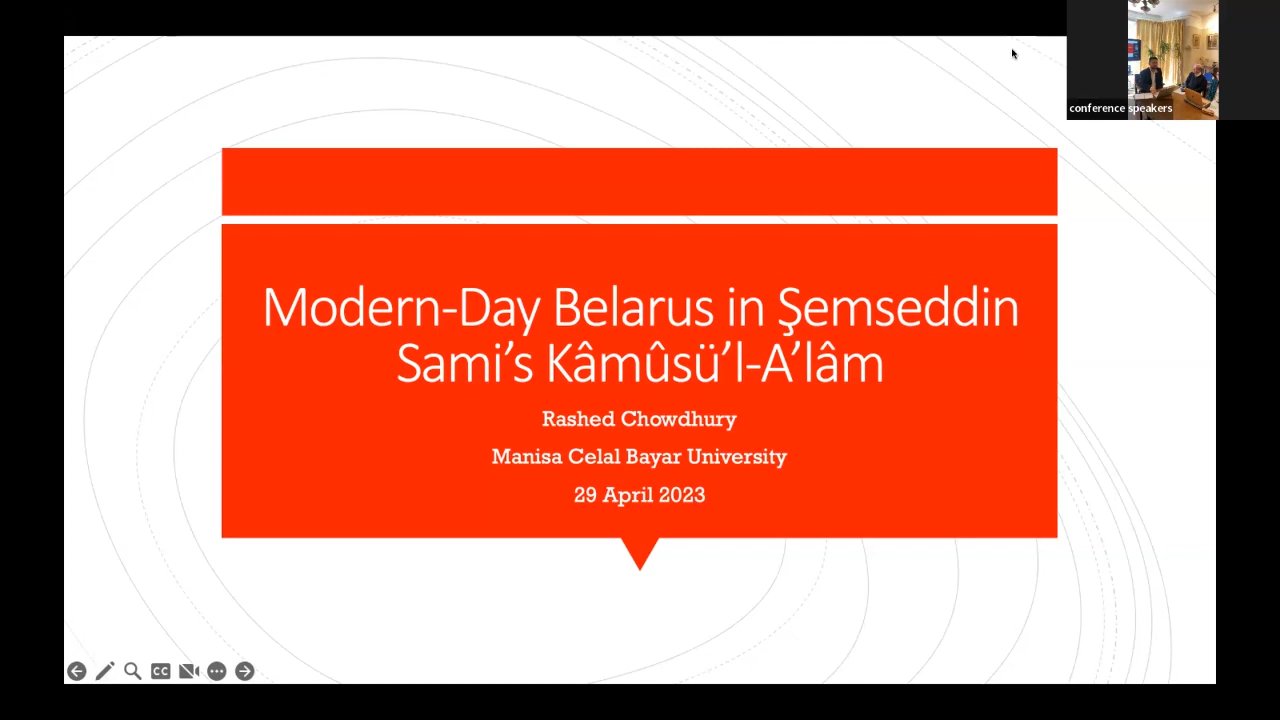 conference speakers
Modern-Day Belarus in Şemseddin
Sami’s Kâmûsü’l-A’lâm
Rashed Chowdhury
Manisa Celal Bayar University
29 April 2023
CC